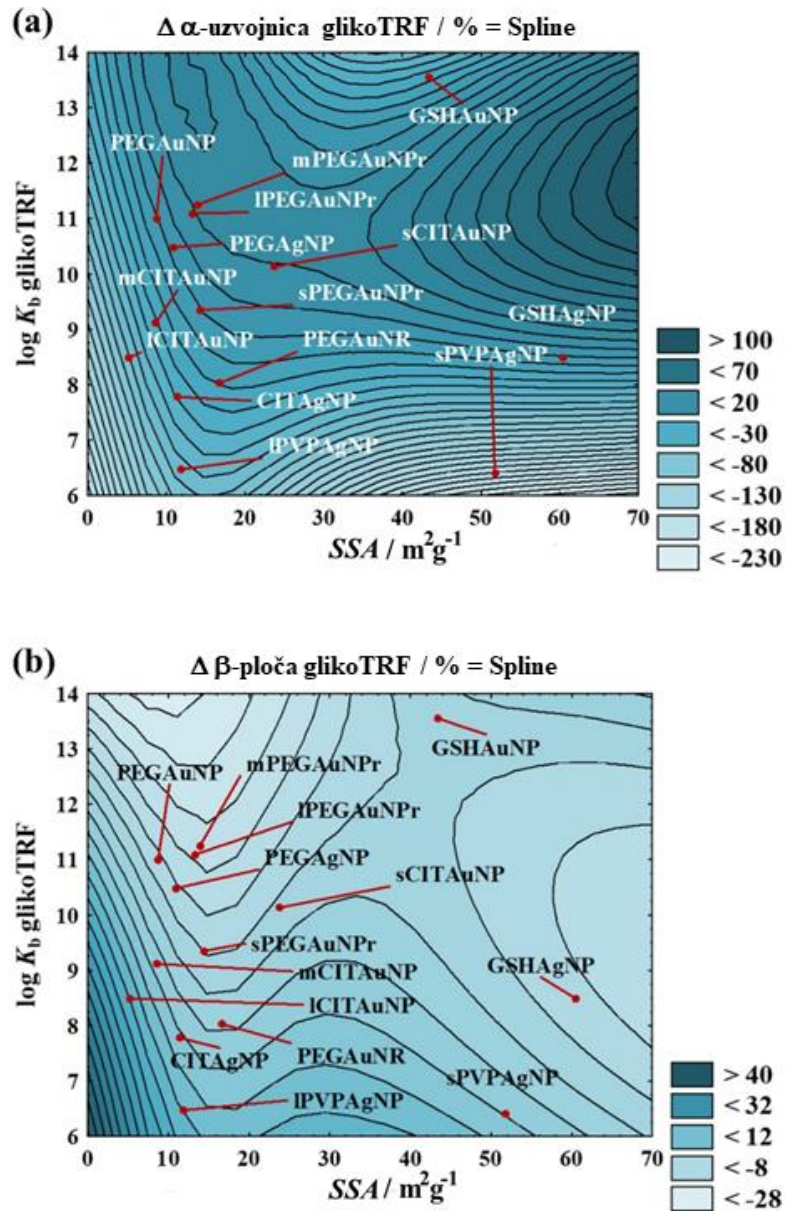 (a)
Δ α-uzvojnica glikoTRF / % = Spline
log Kb glikoTRF
14
13
12
11
10
9
8
7
6
GSHAuNP
PEGAuNP
mPEGAuNPr
lPEGAuNPr
sCITAuNP
PEGAgNP
mCITAuNP
sPEGAuNPr
GSHAgNP
lCITAuNP
PEGAuNR
sPVPAgNP
CITAgNP
lPVPAgNP
0 10 20 30 40 50 60 70
SSA / m²g⁻¹
> 100
< 70
< 20
< -30
< -80
< -130
< -180
< -230
(b)
Δ β-ploča glikoTRF / % = Spline
log Kb glikoTRF
14
13
12
11
10
9
8
7
6
GSHAuNP
PEGAuNP
mPEGAuNPr
lPEGAuNPr
PEGAgNP
sCITAuNP
sPEGAuNPr
GSHAgNP
mCITAuNP
lCITAuNP
CITAgNP
PEGAuNR
sPVPAgNP
lPVPAgNP
0 10 20 30 40 50 60 70
SSA / m²g⁻¹
> 40
< 32
< 12
< -8
< -28